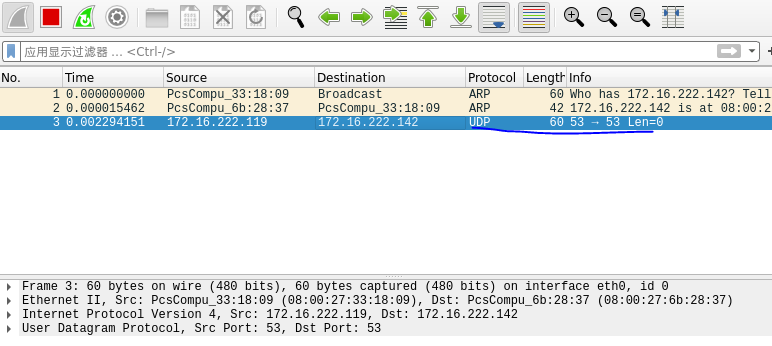 应用显示过滤器 … <Ctrl-/>
No. Time Source Destination Protocol Length Info
1 0.000000000 PcsCompu_33:18:09 Broadcast ARP 60 Who has 172.16.222.142? Tell
2 0.000015462 PcsCompu_6b:28:37 PcsCompu_33:18:09 ARP 42 172.16.222.142 is at 08:00:2
3 0.002294151 172.16.222.119 172.16.222.142 UDP 60 53 → 53 Len=0
Frame 3: 60 bytes on wire (480 bits), 60 bytes captured (480 bits) on interface eth0, id 0
Ethernet II, Src: PcsCompu_33:18:09 (08:00:27:33:18:09), Dst: PcsCompu_6b:28:37 (08:00:27:6b:28:37)
Internet Protocol Version 4, Src: 172.16.222.119, Dst: 172.16.222.142
User Datagram Protocol, Src Port: 53, Dst Port: 53